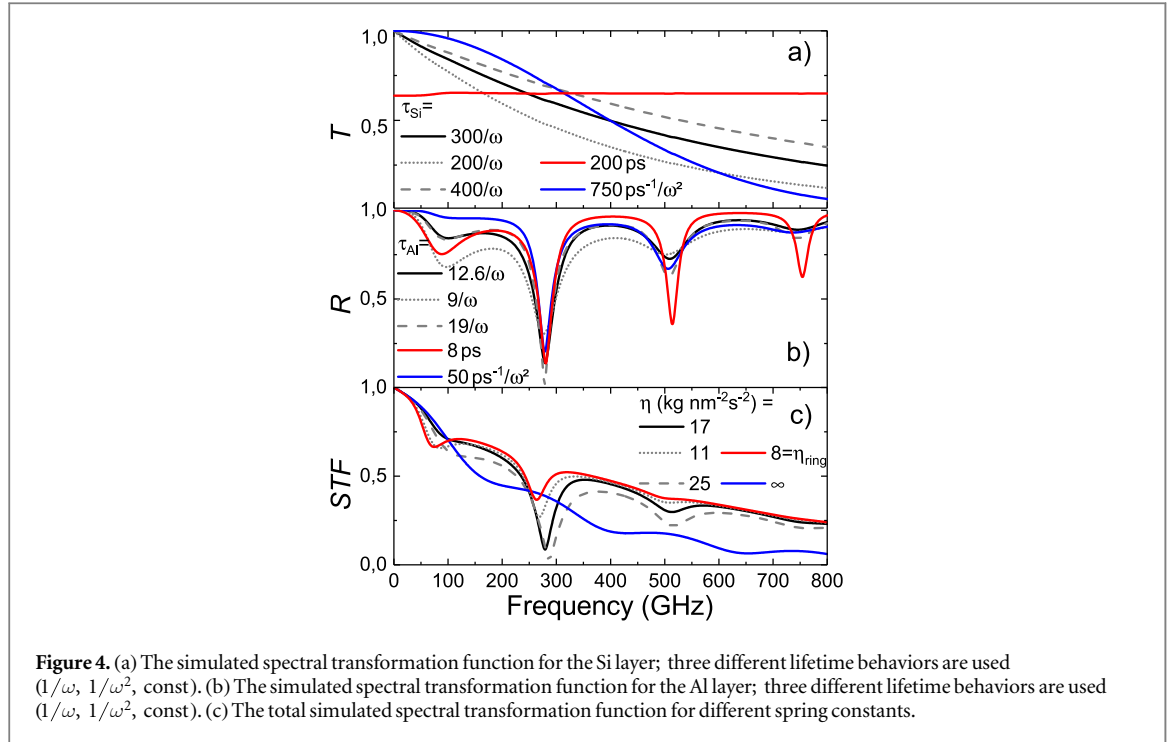 1,0
a)
T
0.5
τSi=
300/ω
200/ω
400/ω
200 ps
750 ps⁻¹/ω²
1,0
R
0.5
τAl=
12.6/ω
9/ω
19/ω
8 ps
50 ps⁻¹/ω²
b)
1,0
STF
0.5
0.0
c)
η (kg nm⁻²s⁻²) =
17
11
25
8=ηring
∞
0 100 200 300 400 500 600 700 800
Frequency (GHz)
Figure 4. (a) The simulated spectral transformation function for the Si layer; three different lifetime behaviors are used
(1/ω, 1/ω², const). (b) The simulated spectral transformation function for the Al layer; three different lifetime behaviors are used
(1/ω, 1/ω², const). (c) The total simulated spectral transformation function for different spring constants.